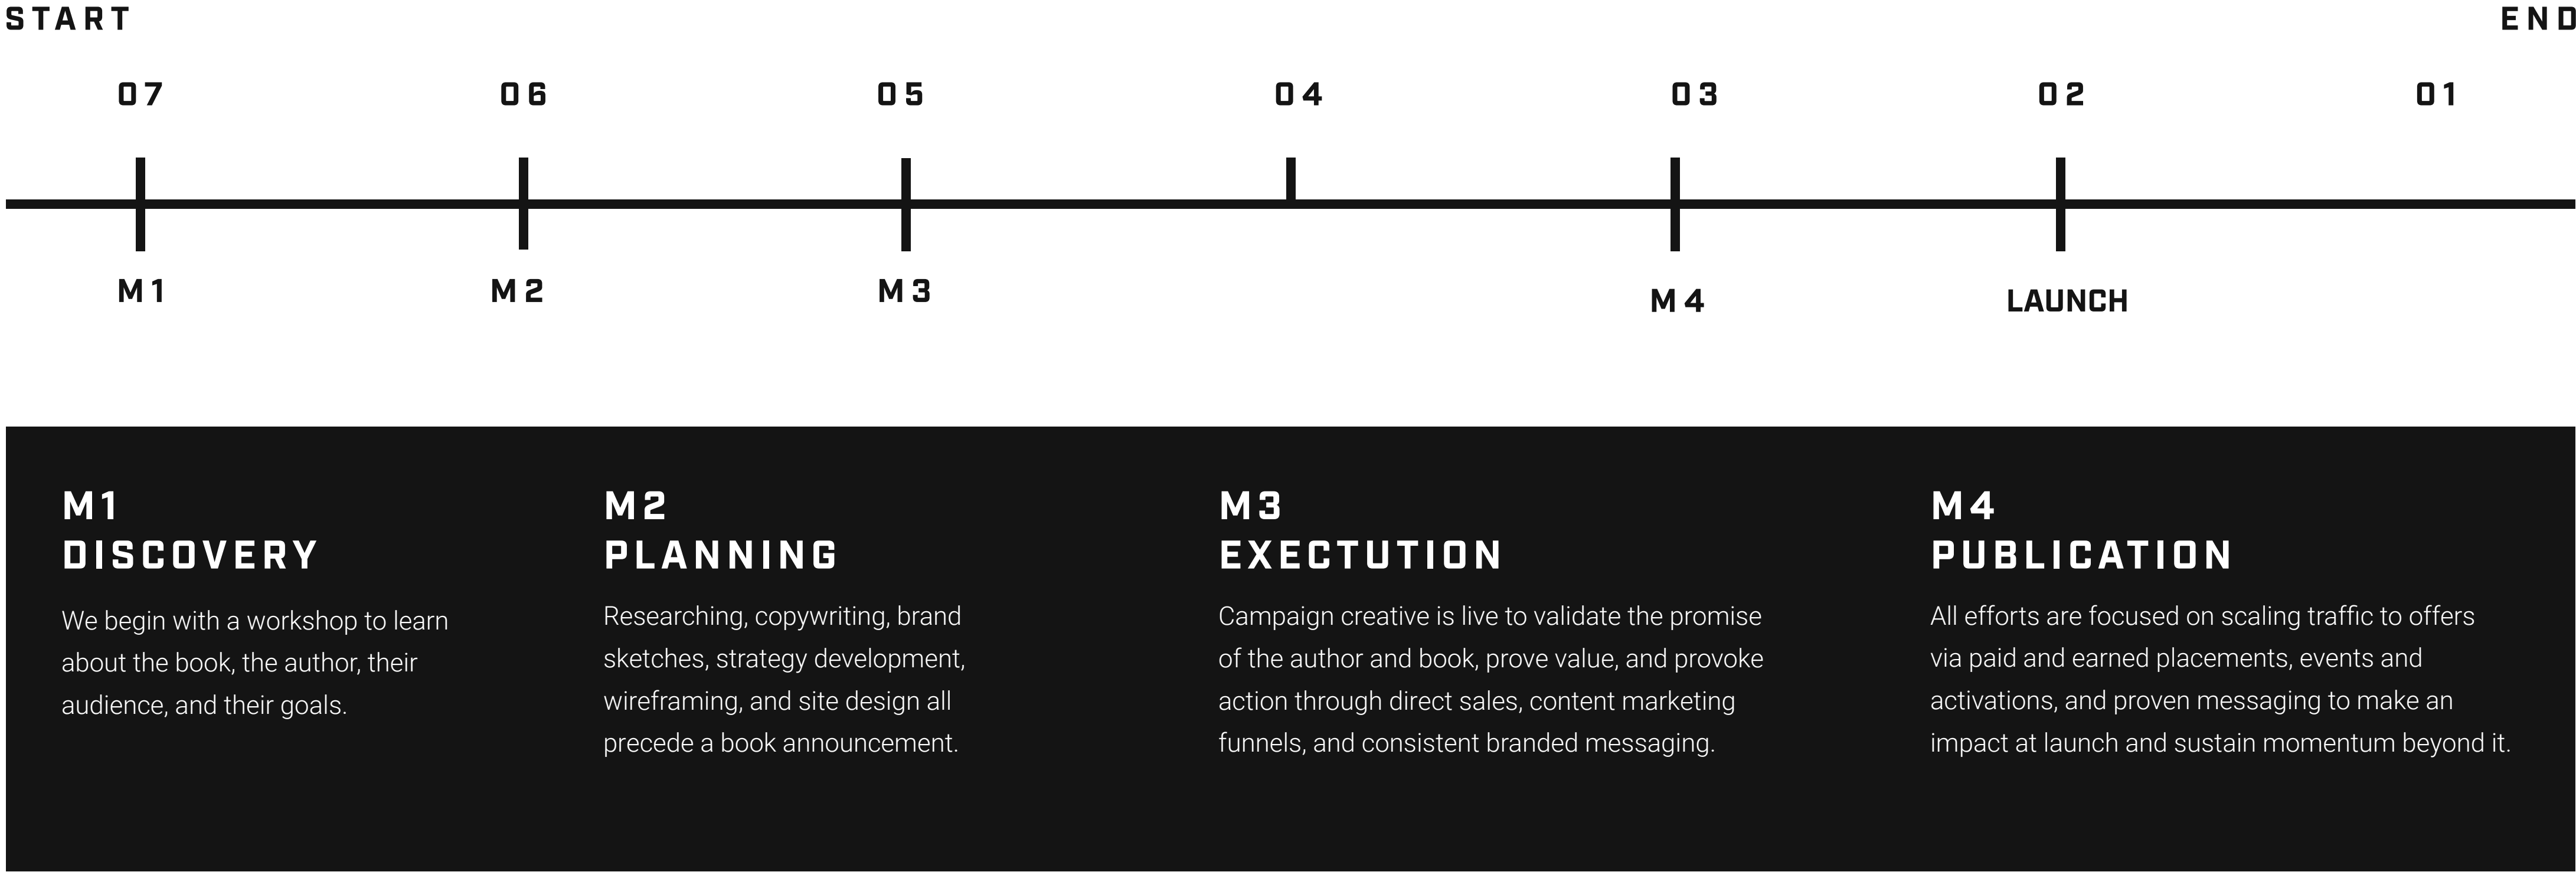 START
END
07
06
05
04
03
02
01
M1
M2
M3
M4
LAUNCH
M1
DISCOVERY
We begin with a workshop to learn
about the book, the author, their
audience, and their goals.
M2
PLANNING
Researching, copywriting, brand
sketches, strategy development,
wireframing, and site design all
precede a book announcement.
M3
EXECTUTION
Campaign creative is live to validate the promise
of the author and book, prove value, and provoke
action through direct sales, content marketing
funnels, and consistent branded messaging.
M4
PUBLICATION
All efforts are focused on scaling traffic to offers
via paid and earned placements, events and
activations, and proven messaging to make an
impact at launch and sustain momentum beyond it.